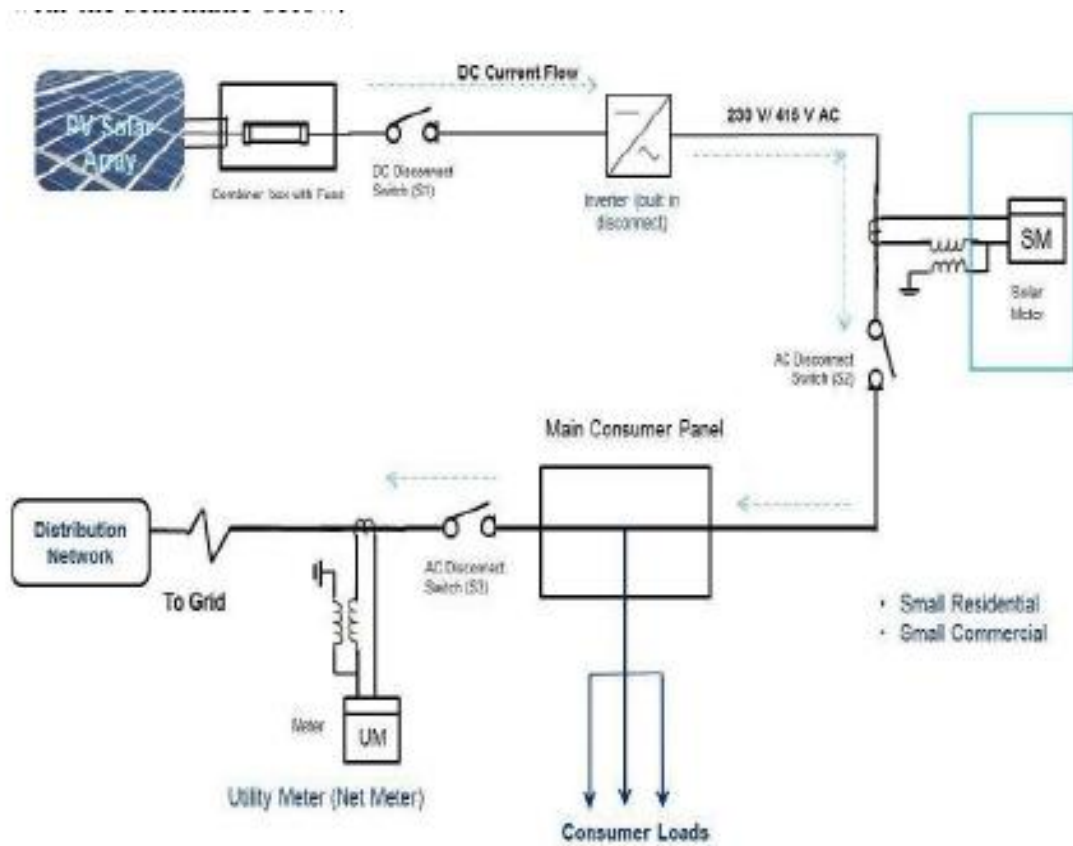 DC Current Flow
PV Solar
Array
230 V/ 415 V AC
Combiner box with Fuse
DC Disconnect
Switch (S1)
Inverter (built in
disconnect)
SM
Solar
Meter
AC Disconnect
Switch (S2)
Main Consumer Panel
Distribution
Network
To Grid
AC Disconnect
Switch (S3)
• Small Residential
• Small Commercial
Meter
UM
Utility Meter (Net Meter)
Consumer Loads